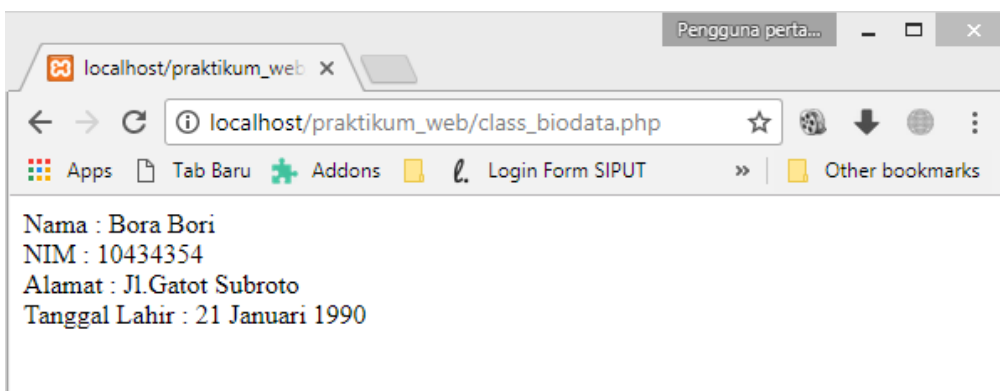 Pengguna perta...
localhost/praktikum_web
localhost/praktikum_web/class_biodata.php
Apps Tab Baru Addons Login Form SIPUT » Other bookmarks
Nama : Bora Bori
NIM : 10434354
Alamat : Jl.Gatot Subroto
Tanggal Lahir : 21 Januari 1990